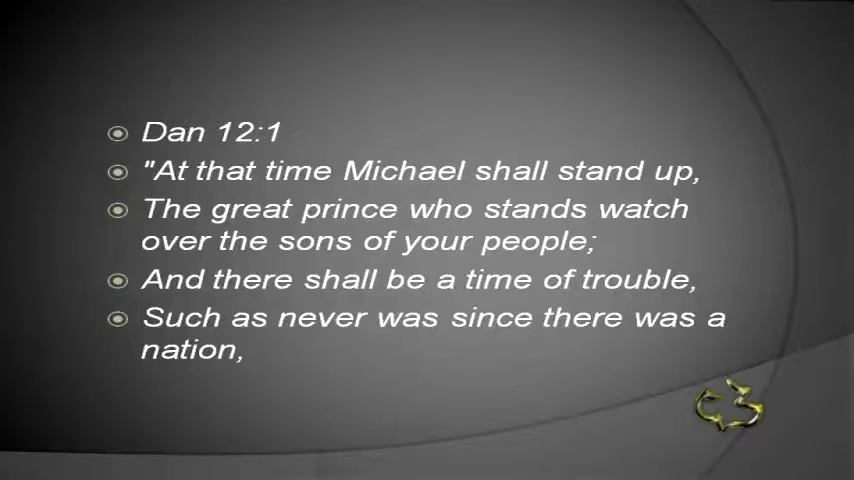 Dan 12:1
"At that time Michael shall stand up,
The great prince who stands watch
over the sons of your people;
And there shall be a time of trouble,
Such as never was since there was a
nation,
C3